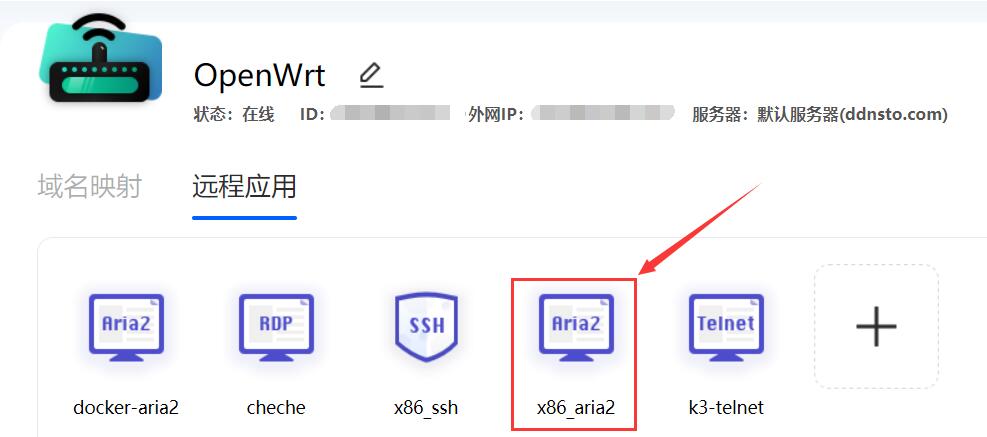 OpenWrt
状态：在线 ID： 外网IP： 服务器：默认服务器(ddnsto.com)
域名映射 远程应用
Aria2 RDP SSH Aria2 Telnet
docker-aria2 cheche x86_ssh x86_aria2 k3-telnet